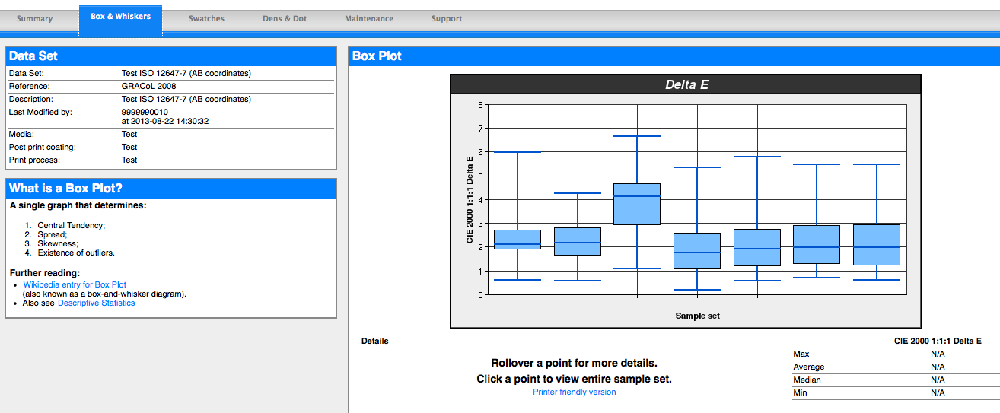 Summary
Box & Whiskers
Swatches
Dens & Dot
Maintenance
Support
Data Set
Data Set: Test ISO 12647-7 (AB coordinates)
Reference: GRACoL 2008
Description: Test ISO 12647-7 (AB coordinates)
Last Modified by: 9999990010
at 2013-08-22 14:30:32
Media: Test
Post print coating: Test
Print process: Test
What is a Box Plot?
A single graph that determines:
1. Central Tendency;
2. Spread;
3. Skewness;
4. Existence of outliers.
Further reading:
• Wikipedia entry for Box Plot
(also known as a box-and-whisker diagram).
• Also see Descriptive Statistics
Box Plot
Delta E
CIE 2000 1:1:1 Delta E
8
7
6
5
4
3
2
1
0
Sample set
Details
Rollover a point for more details.
Click a point to view entire sample set.
Printer friendly version
CIE 2000 1:1:1 Delta E
Max N/A
Average N/A
Median N/A
Min N/A